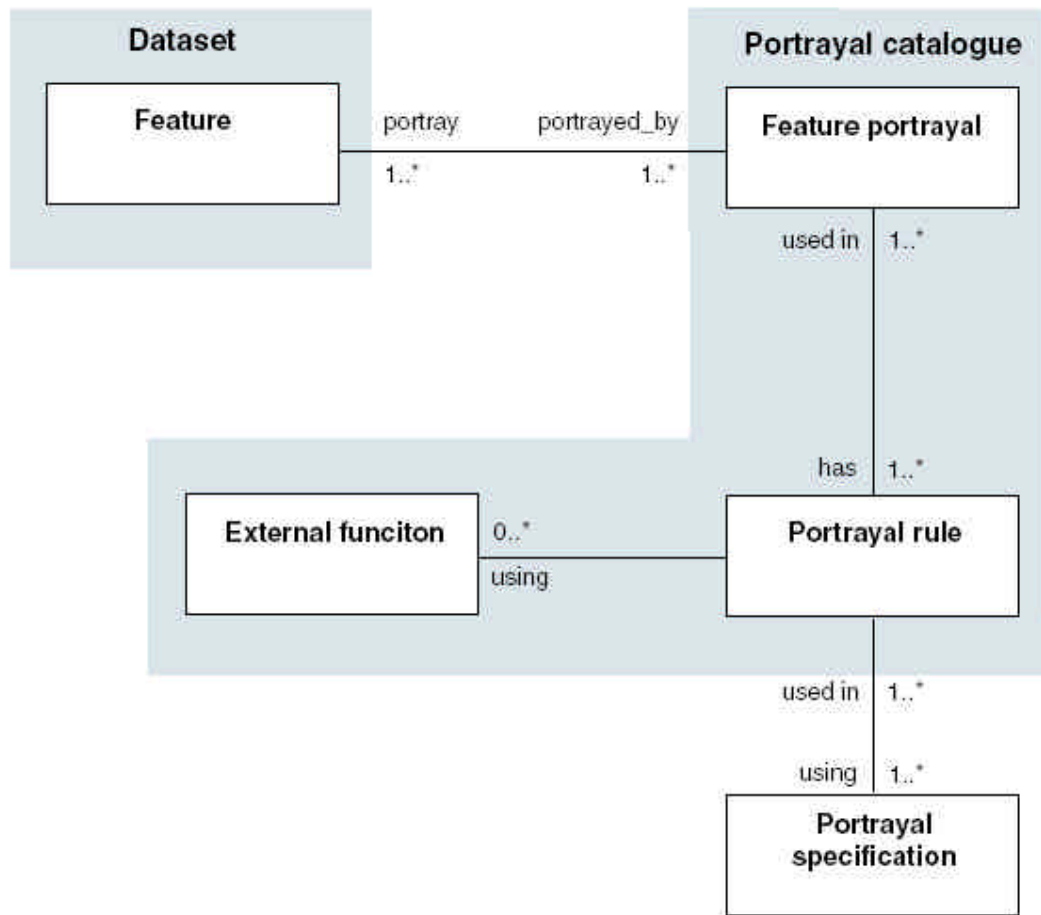 Dataset
Portrayal catalogue
Feature
portray
portrayed_by
Feature portrayal
1..*
1..*
used in
1..*
has
1..*
External funciton
0..*
using
Portrayal rule
used in
1..*
using
1..*
Portrayal
specification